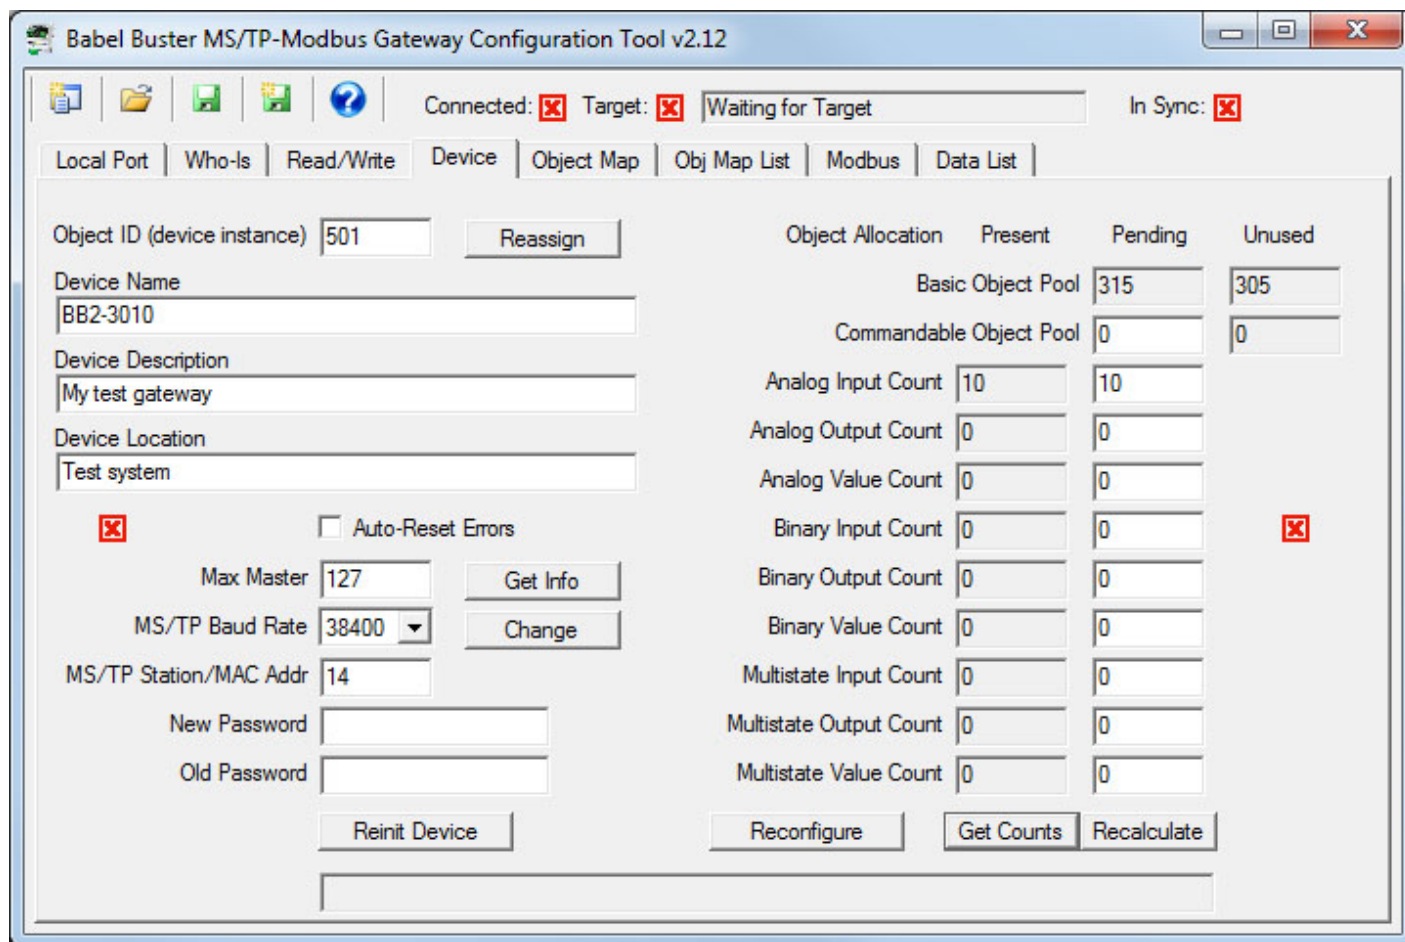 Babel Buster MS/TP-Modbus Gateway Configuration Tool v2.12
Connected: Target: Waiting for Target In Sync:
Local Port Who-Is Read/Write Device Object Map Obj Map List Modbus Data List
Object ID (device instance) 501 Reassign
Device Name
BB2-3010
Device Description
My test gateway
Device Location
Test system
Auto-Reset Errors
Max Master 127 Get Info
MS/TP Baud Rate 38400 Change
MS/TP Station/MAC Addr 14
New Password
Old Password
Reinit Device
Object Allocation Present Pending Unused
Basic Object Pool 315 305
Commandable Object Pool 0 0
Analog Input Count 10 10
Analog Output Count 0 0
Analog Value Count 0 0
Binary Input Count 0 0
Binary Output Count 0 0
Binary Value Count 0 0
Multistate Input Count 0 0
Multistate Output Count 0 0
Multistate Value Count 0 0
Reconfigure Get Counts Recalculate